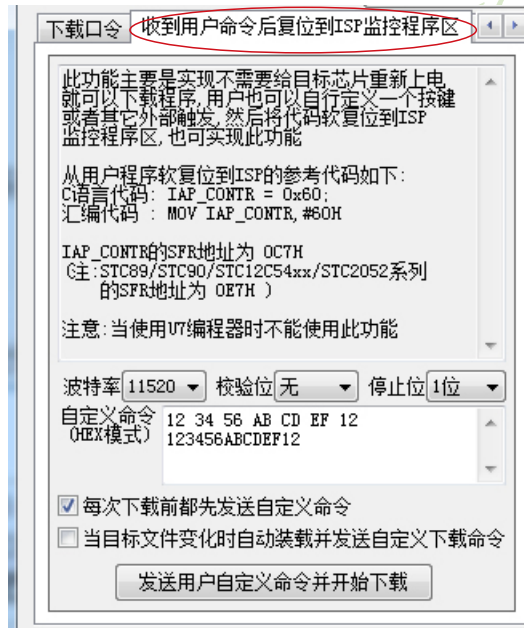 下载口令 收到用户命令后复位到ISP监控程序区
此功能主要是实现不需要给目标芯片重新上电
就可以下载程序,用户也可以自行定义一个按键
或者其它外部触发,然后将代码软复位到ISP
监控程序区,也可实现此功能
从用户程序软复位到ISP的参考代码如下:
C语言代码: IAP_CONTR = 0x60;
汇编代码 : MOV IAP_CONTR,#60H
IAP_CONTR的SFR地址为 0C7H
(注:STC89/STC90/STC12C54xx/STC2052系列
的SFR地址为 0E7H )
注意:当使用U7编程器时不能使用此功能
波特率 11520 校验位 无 停止位 1位
自定义命令 12 34 56 AB CD EF 12
(HEX模式) 123456ABCDEF12
每次下载前都先发送自定义命令
当目标文件变化时自动装载并发送自定义下载命令
发送用户自定义命令并开始下载